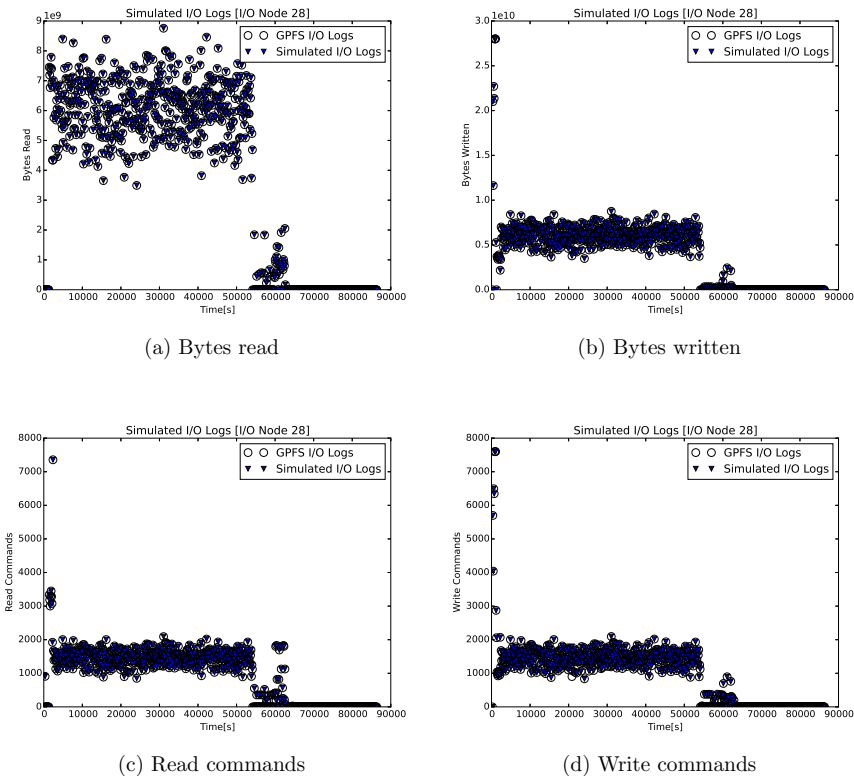 Simulated I/O Logs [I/O Node 28]
1e9
9
8
7
6
5
4
3
2
1
0
Bytes Read
GPFS I/O Logs
Simulated I/O Logs
0 10000 20000 30000 40000 50000 60000 70000 80000 90000
Time[s]
(a) Bytes read
Simulated I/O Logs [I/O Node 28]
1e10
3.0
2.5
2.0
1.5
1.0
0.5
0.0
Bytes Written
GPFS I/O Logs
Simulated I/O Logs
0 10000 20000 30000 40000 50000 60000 70000 80000 90000
Time[s]
(b) Bytes written
Simulated I/O Logs [I/O Node 28]
8000
7000
6000
5000
4000
3000
2000
1000
0
Read Commands
GPFS I/O Logs
Simulated I/O Logs
0 10000 20000 30000 40000 50000 60000 70000 80000 90000
Time[s]
(c) Read commands
Simulated I/O Logs [I/O Node 28]
8000
7000
6000
5000
4000
3000
2000
1000
0
Write Commands
GPFS I/O Logs
Simulated I/O Logs
0 10000 20000 30000 40000 50000 60000 70000 80000 90000
Time[s]
(d) Write commands